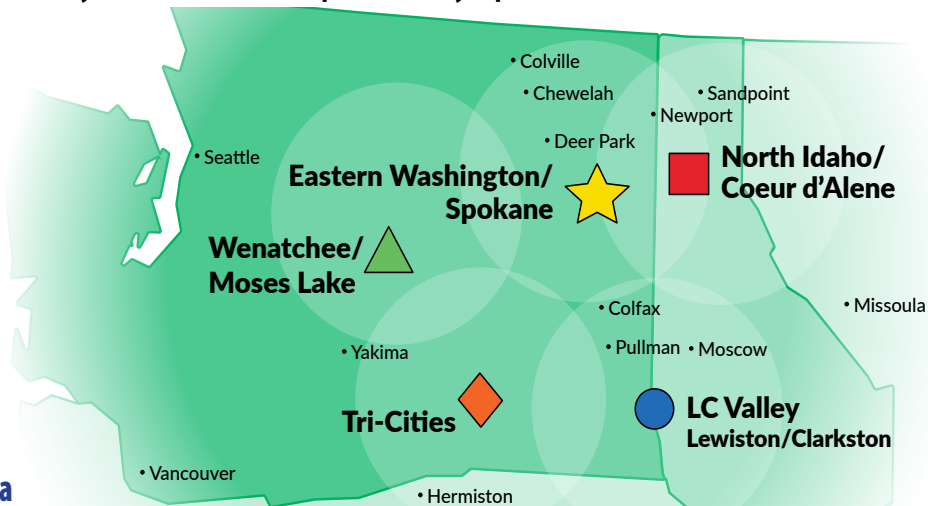 • Colville
• Chewelah
• Sandpoint
• Newport
• Deer Park
• Seattle
North Idaho/
Coeur d’Alene
Eastern Washington/
Spokane
Wenatchee/
Moses Lake
• Colfax
• Missoula
• Pullman
• Moscow
• Yakima
Tri-Cities
LC Valley
Lewiston/Clarkston
• Vancouver
• Hermiston
a